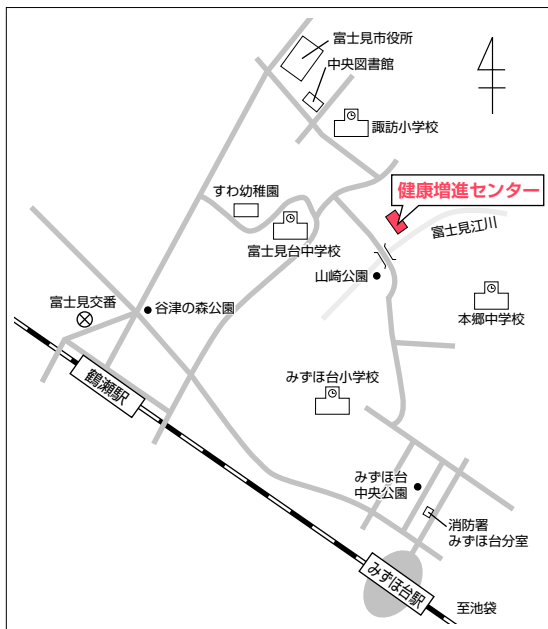 富士見市役所
中央図書館
諏訪小学校
健康増進センター
すわ幼稚園
富士見江川
富士見台中学校
山崎公園
富士見交番
谷津の森公園
本郷中学校
鶴瀬駅
みずほ台小学校
みずほ台
中央公園
消防署
みずほ台分室
みずほ台駅
至池袋